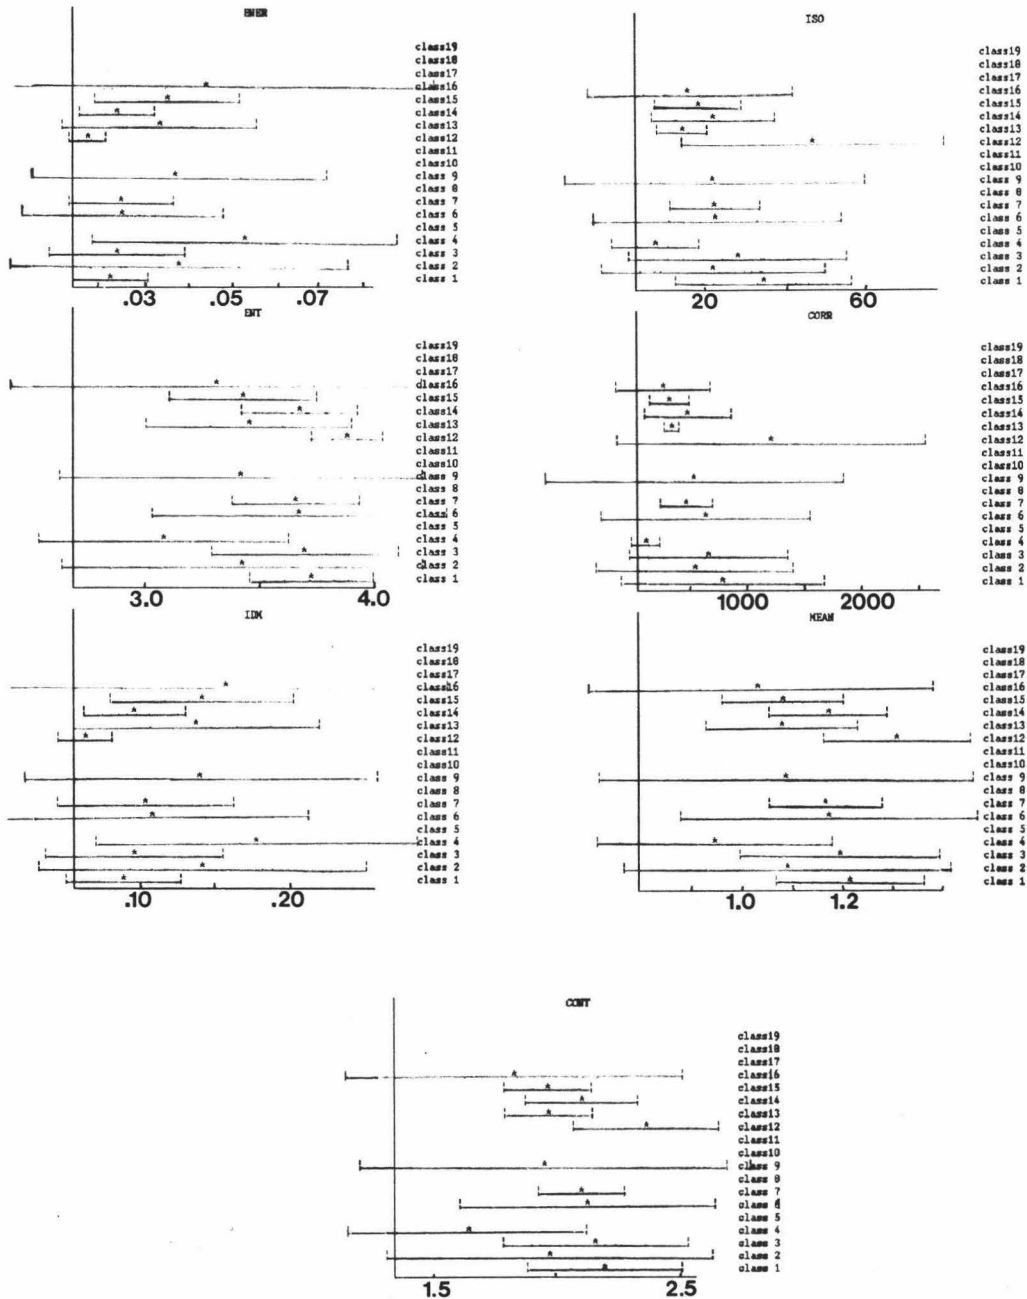 ENER
class19
class18
class17
class16
class15
class14
class13
class12
class11
class10
class 9
class 8
class 7
class 6
class 5
class 4
class 3
class 2
class 1
.03 .05 .07
ISO
class19
class18
class17
class16
class15
class14
class13
class12
class11
class10
class 9
class 8
class 7
class 6
class 5
class 4
class 3
class 2
class 1
20 60
ENT
class19
class18
class17
class16
class15
class14
class13
class12
class11
class10
class 9
class 8
class 7
class 6
class 5
class 4
class 3
class 2
class 1
3.0 4.0
CORR
class19
class18
class17
class16
class15
class14
class13
class12
class11
class10
class 9
class 8
class 7
class 6
class 5
class 4
class 3
class 2
class 1
1000 2000
IDM
class19
class18
class17
class16
class15
class14
class13
class12
class11
class10
class 9
class 8
class 7
class 6
class 5
class 4
class 3
class 2
class 1
.10 .20
MEAN
class19
class18
class17
class16
class15
class14
class13
class12
class11
class10
class 9
class 8
class 7
class 6
class 5
class 4
class 3
class 2
class 1
1.0 1.2
CONT
class19
class18
class17
class16
class15
class14
class13
class12
class11
class10
class 9
class 8
class 7
class 6
class 5
class 4
class 3
class 2
class 1
1.5 2.5